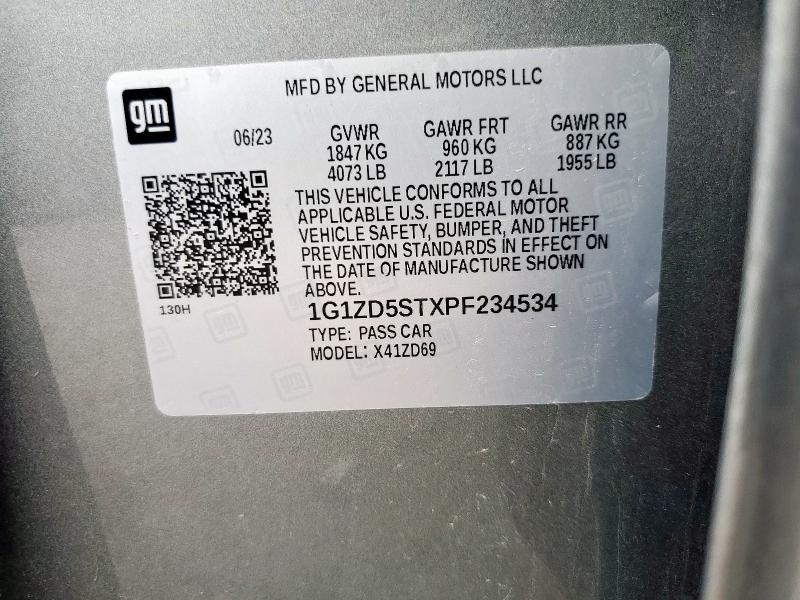 gm
MFD BY GENERAL MOTORS LLC
06/23
GVWR GAWR FRT GAWR RR
1847 KG 960 KG 887 KG
4073 LB 2117 LB 1955 LB
THIS VEHICLE CONFORMS TO ALL
APPLICABLE U.S. FEDERAL MOTOR
VEHICLE SAFETY, BUMPER, AND THEFT
PREVENTION STANDARDS IN EFFECT ON
THE DATE OF MANUFACTURE SHOWN
ABOVE.
130H
1G1ZD5STXPF234534
TYPE: PASS CAR
MODEL: X41ZD69